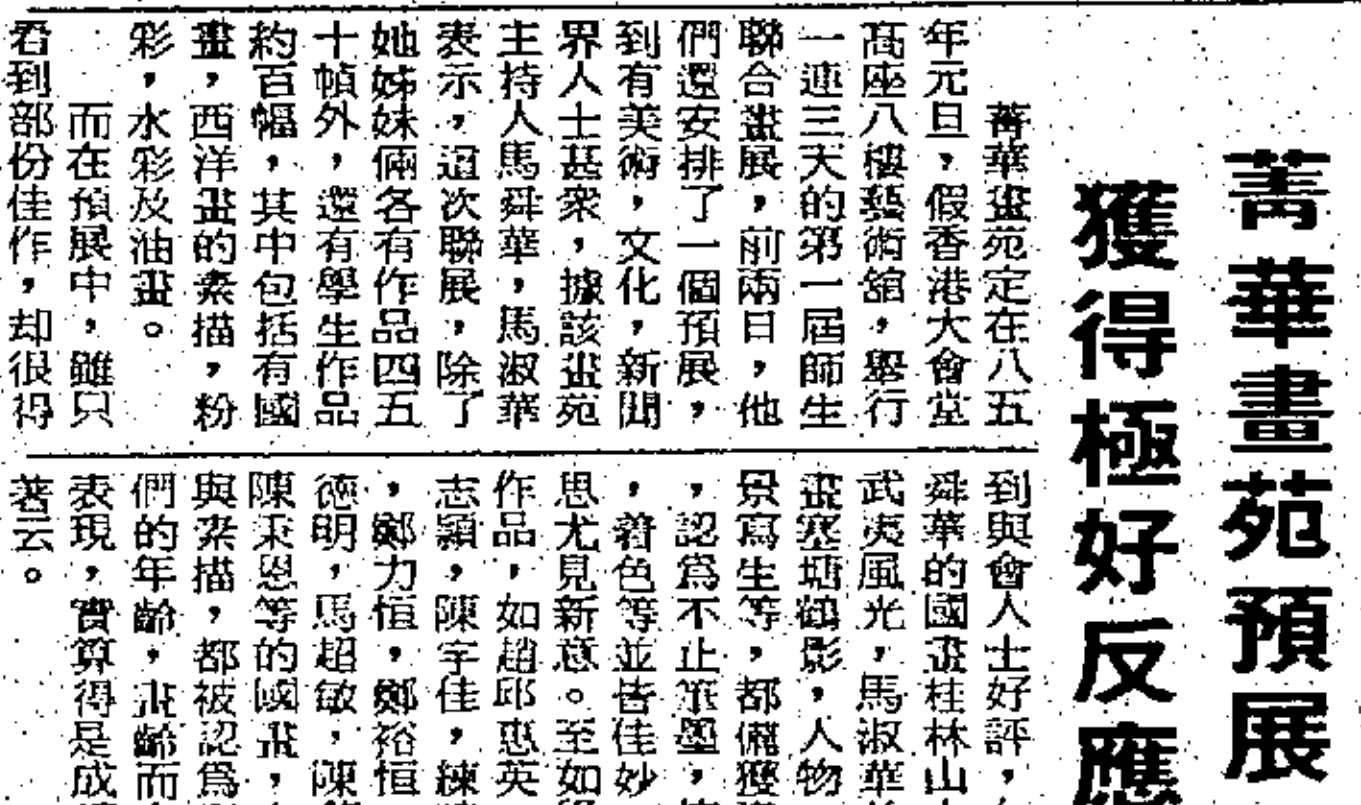 菁華畫苑預展
獲得極好反應
菁華畫苑定在八五
年元旦，假香港大會堂
高座八樓藝術舘，舉行
一連三天的第一屆師生
聯合畫展，前兩日，他
們還安排了一個預展，
到有美術，文化，新聞
界人士甚衆，據該畫苑
主持人馬舜華，馬淑華
表示，這次聯展，除了
她姊妹倆各有作品四五
十幀外，還有學生作品
約百幅，其中包括有國
畫，西洋畫的素描，粉
彩，水彩及油畫。
而在預展中，雖只
看到部份佳作，却很得
到與會人士好評，
舜華的國畫桂林山
武夷風光，馬淑華
畫寒塘鶴影，人物
景寫生等，都備獲
，認爲不止筆墨，
，着色等並皆佳妙
思尤見新意。至如
作品，如趙邱惠英
志穎，陳宇佳，練
，鄭力恒，鄭裕恒
德明，馬超敏，陳
陳秉恩等的國畫，
與素描，都被認爲
們的年齡，畫齡而
表現，實算得是成
著云。